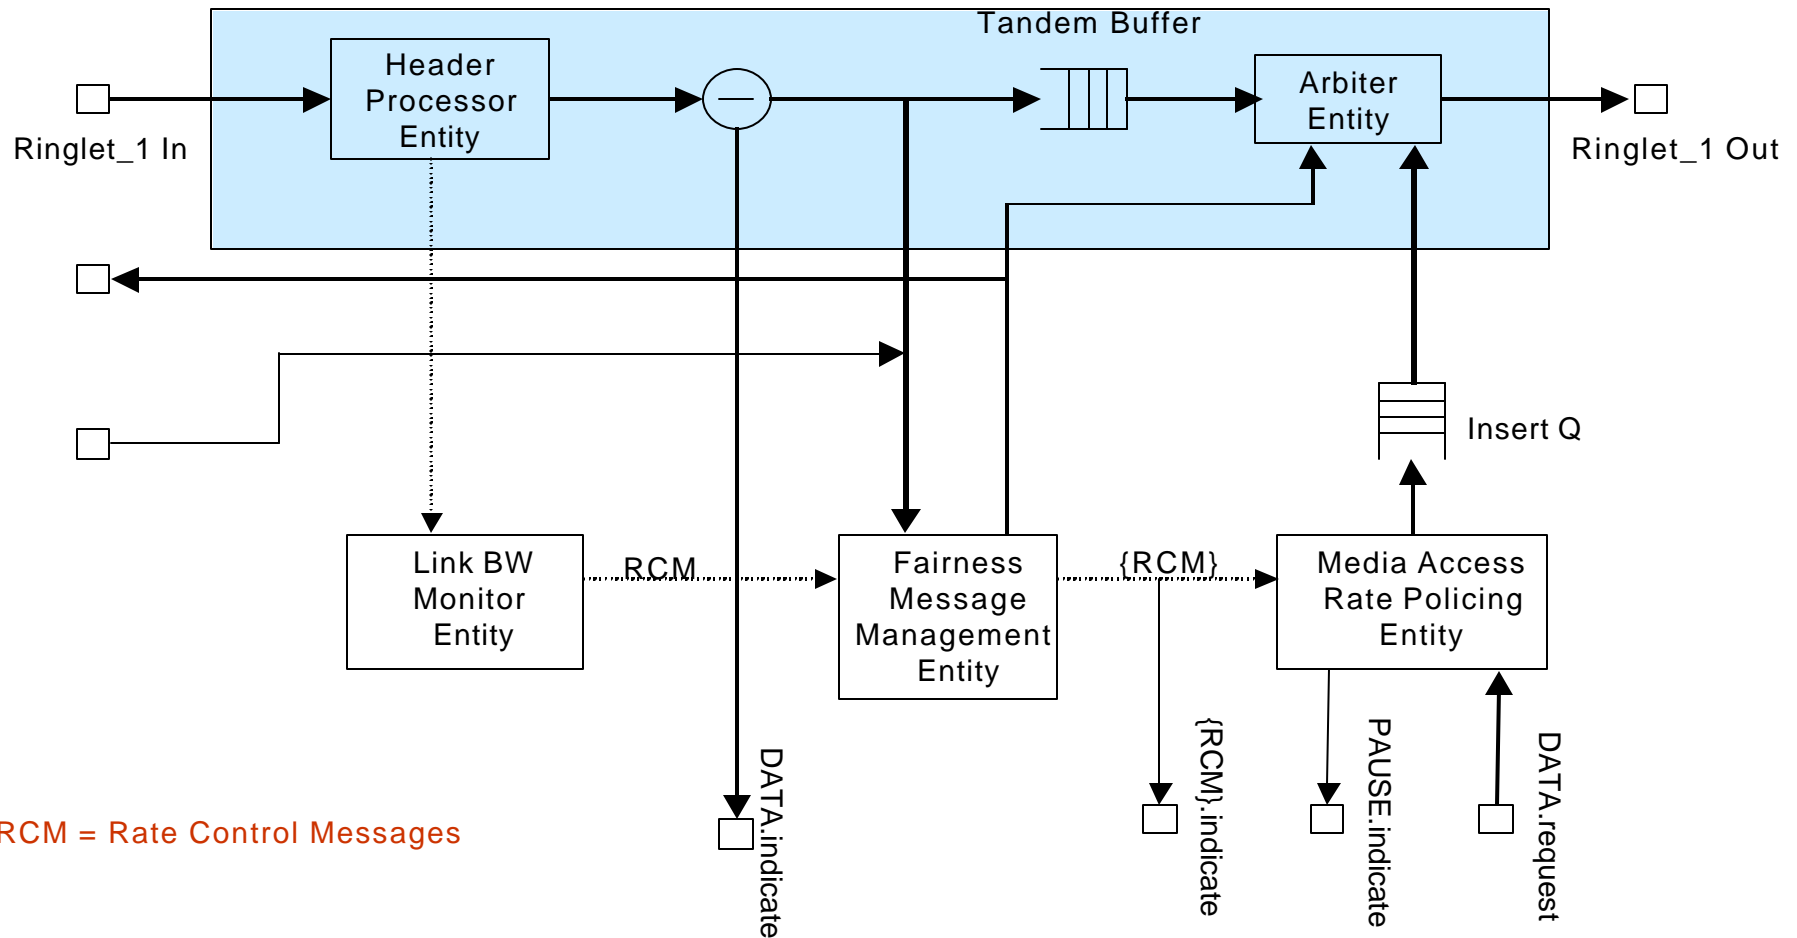 Tandem Buffer
Header
Processor
Entity
Arbiter
Entity
Ringlet_1 In
Ringlet_1 Out
Insert Q
Link BW
Monitor
Entity
RCM
Fairness
Message
Management
Entity
{RCM}
Media Access
Rate Policing
Entity
DATA.indicate
{RCM}.indicate
PAUSE.indicate
DATA.request
RCM = Rate Control Messages